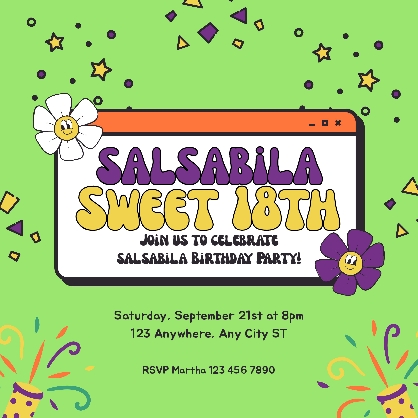 SALSABiLA
SWEET 18TH
JOiN US TO CELEBRATE
SALSABiLA BiRTHDAY PARTY!
Saturday, September 21st at 8pm
123 Anywhere, Any City ST
RSVP Martha 123 456 7890